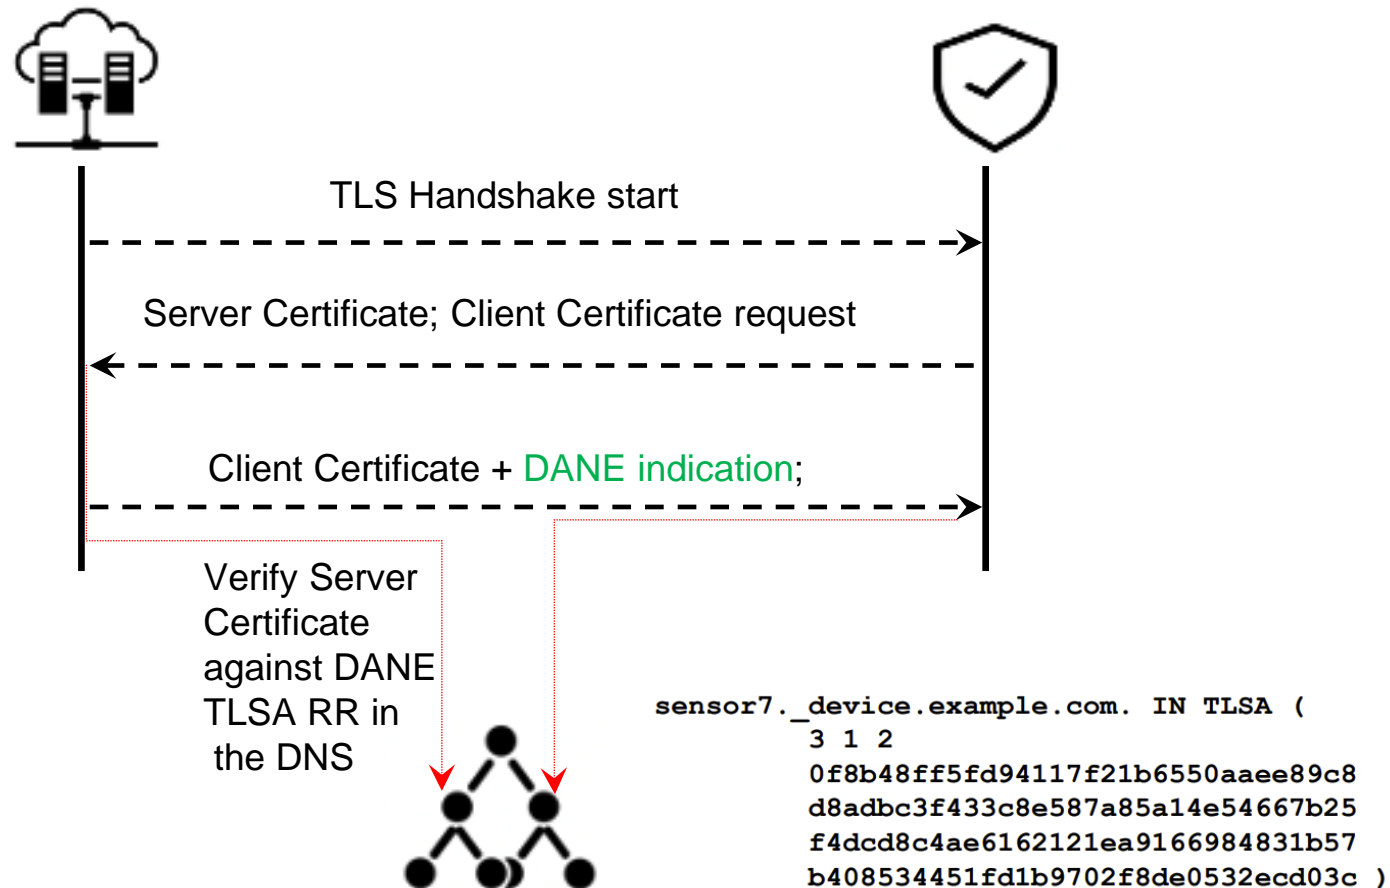 TLS Handshake start
Server Certificate; Client Certificate request
Client Certificate + DANE indication;
Verify Server
Certificate
against DANE
TLSA RR in
the DNS
sensor7._device.example.com. IN TLSA (
3 1 2
0f8b48ff5fd94117f21b6550aaee89c8
d8adbc3f433c8e587a85a14e54667b25
f4dcd8c4ae6162121ea9166984831b57
b408534451fd1b9702f8de0532ecd03c )